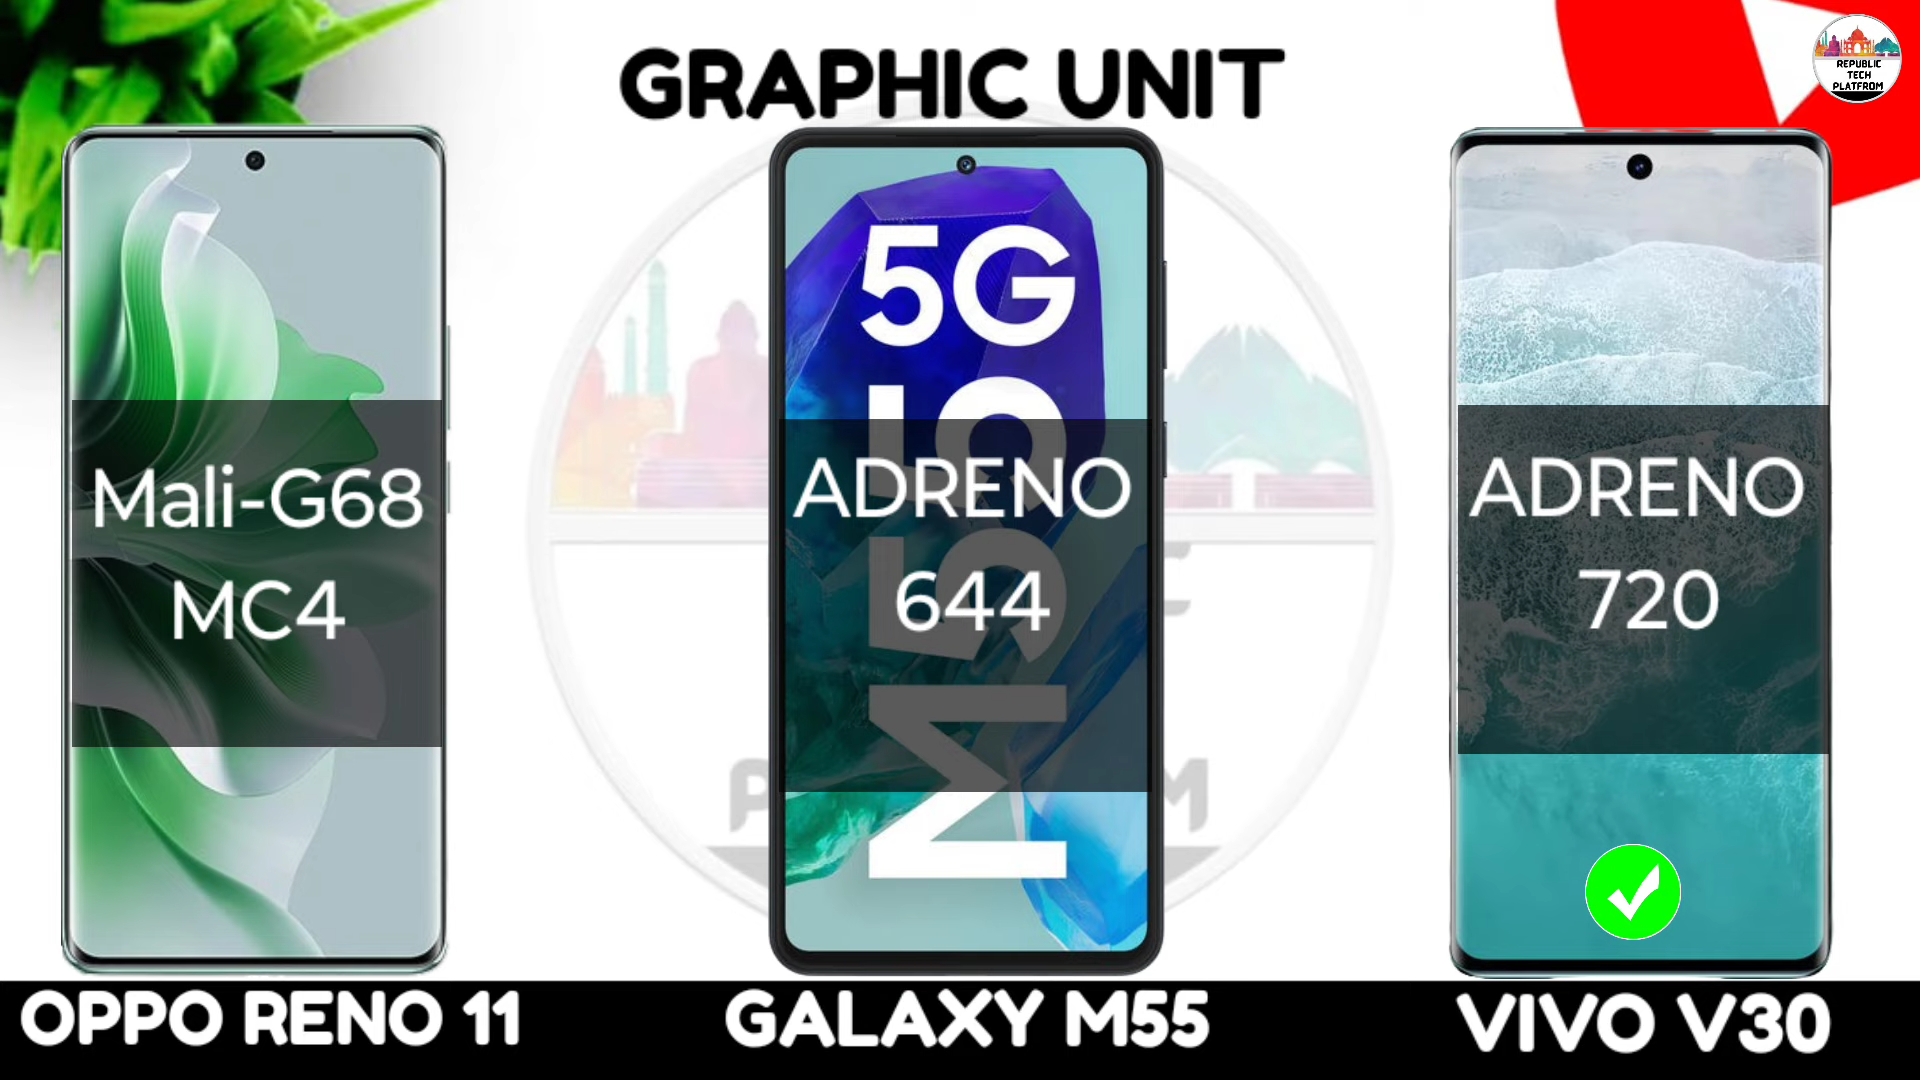 GRAPHIC UNIT
REPUBLIC
TECH
PLATFROM
5G
M55
Mali-G68
MC4
ADRENO
644
ADRENO
720
OPPO RENO 11
GALAXY M55
VIVO V30